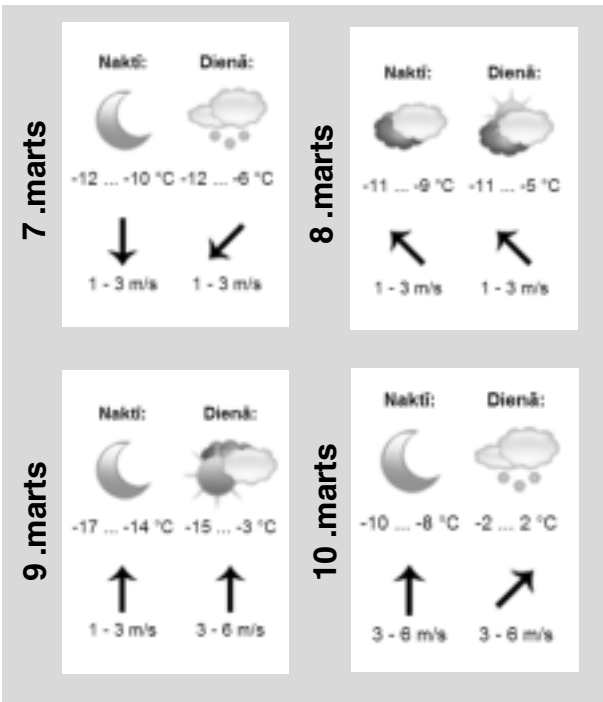 7 .marts
Naktī: Dienā:
-12 ... -10 °C -12 ... -6 °C
1 - 3 m/s 1 - 3 m/s
8 .marts
Naktī: Dienā:
-11 ... -9 °C -11 ... -5 °C
1 - 3 m/s 1 - 3 m/s
9 .marts
Naktī: Dienā:
-17 ... -14 °C -15 ... -3 °C
1 - 3 m/s 3 - 6 m/s
10 .marts
Naktī: Dienā:
-10 ... -8 °C -2 ... 2 °C
3 - 6 m/s 3 - 6 m/s